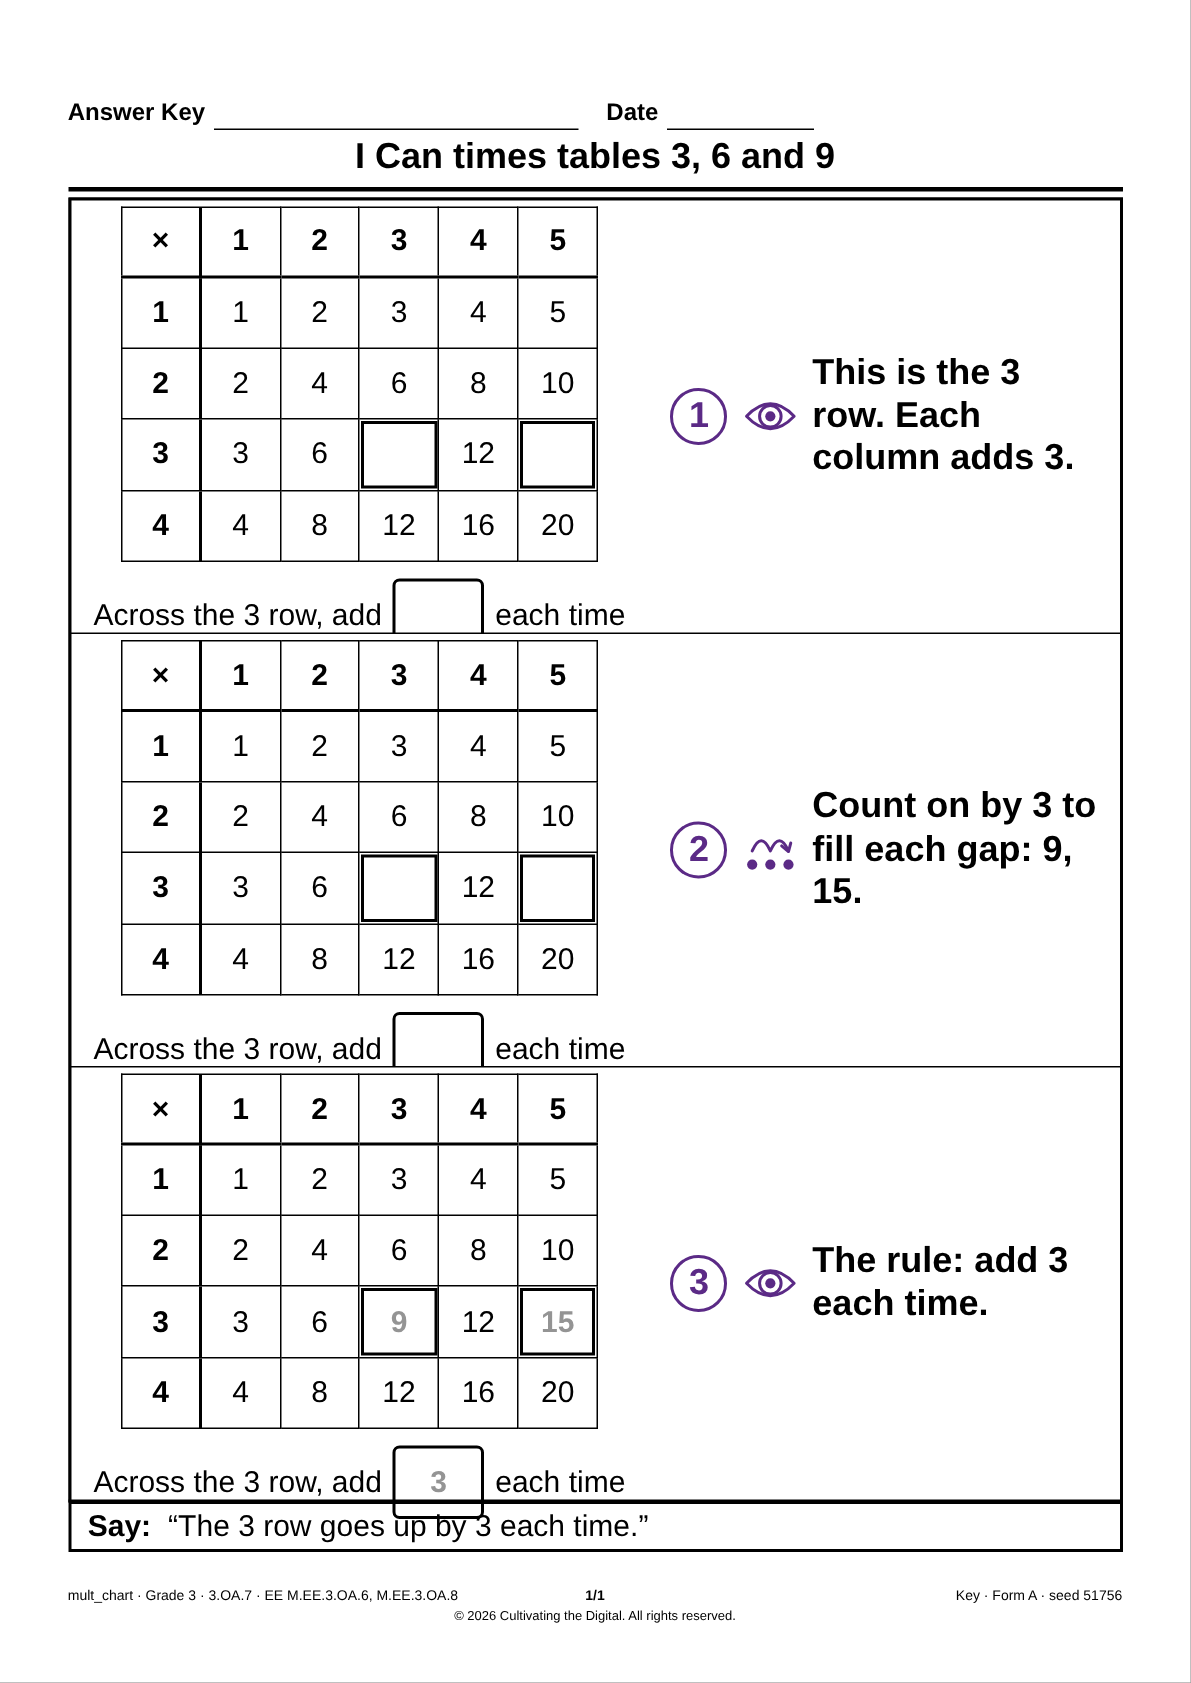 Answer Key Date
I Can times tables 3, 6 and 9
× 1 2 3 4 5
1 1 2 3 4 5
2 2 4 6 8 10
3 3 6 12
4 4 8 12 16 20
Across the 3 row, add each time
1 This is the 3
row. Each
column adds 3.
× 1 2 3 4 5
1 1 2 3 4 5
2 2 4 6 8 10
3 3 6 12
4 4 8 12 16 20
Across the 3 row, add each time
2 Count on by 3 to
fill each gap: 9,
15.
× 1 2 3 4 5
1 1 2 3 4 5
2 2 4 6 8 10
3 3 6 9 12 15
4 4 8 12 16 20
Across the 3 row, add 3 each time
3 The rule: add 3
each time.
Say: “The 3 row goes up by 3 each time.”
mult_chart · Grade 3 · 3.OA.7 · EE M.EE.3.OA.6, M.EE.3.OA.8 1/1 Key · Form A · seed 51756
© 2026 Cultivating the Digital. All rights reserved.